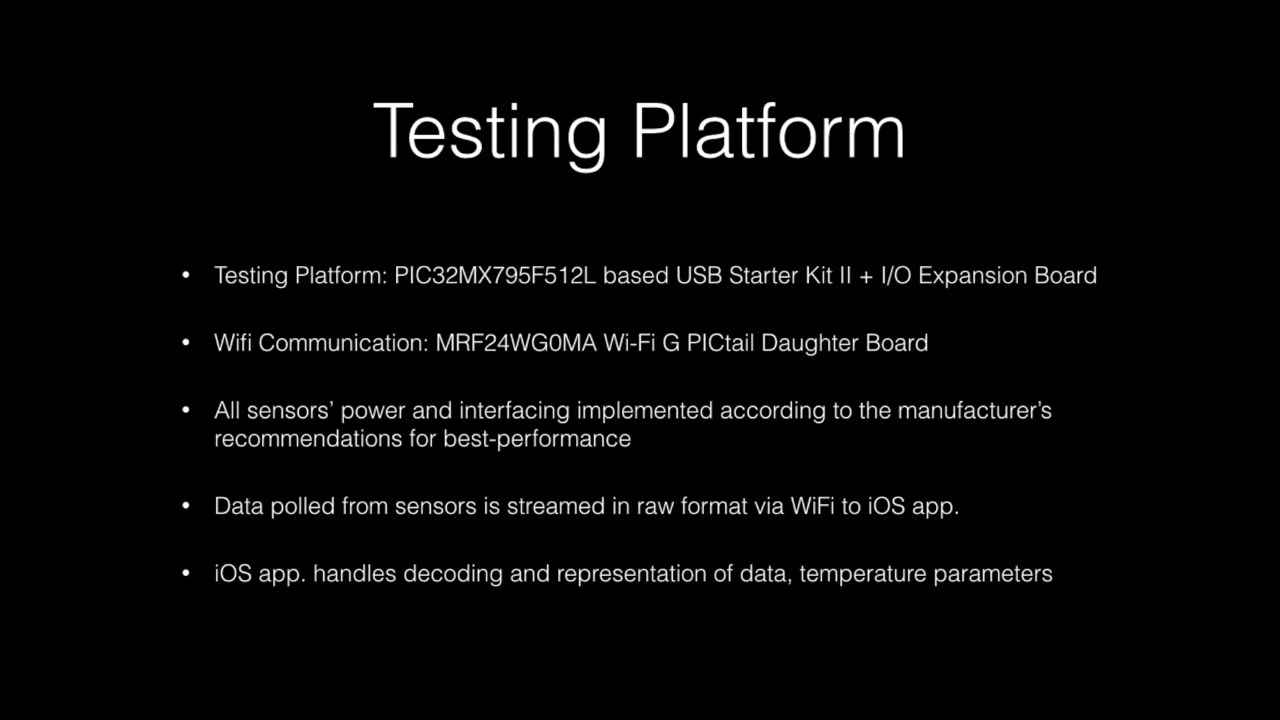 Testing Platform
• Testing Platform: PIC32MX795F512L based USB Starter Kit II + I/O Expansion Board
• Wifi Communication: MRF24WG0MA Wi-Fi G PICtail Daughter Board
• All sensors’ power and interfacing implemented according to the manufacturer’s
recommendations for best-performance
• Data polled from sensors is streamed in raw format via WiFi to iOS app.
• iOS app. handles decoding and representation of data, temperature parameters